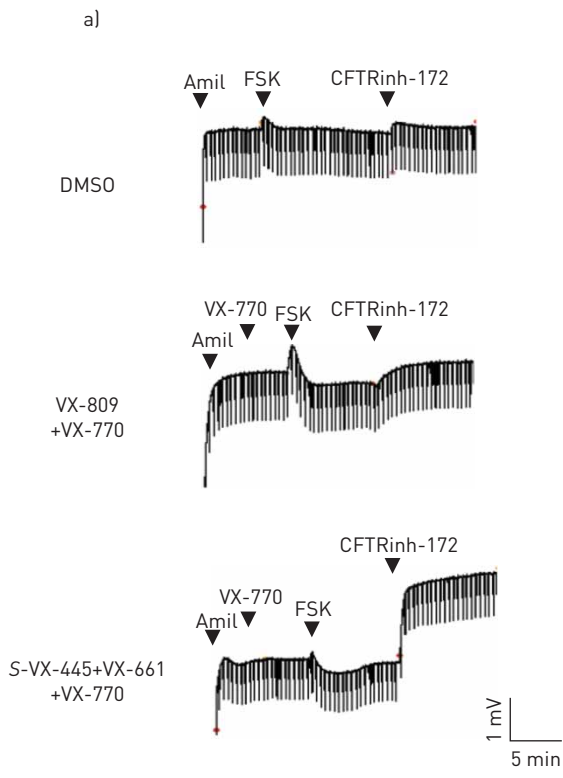 a)
Amil
FSK
CFTRinh-172
DMSO
VX-770
FSK
CFTRinh-172
Amil
VX-809
+VX-770
CFTRinh-172
VX-770
Amil
FSK
S-VX-445+VX-661
+VX-770
1 mV
5 min